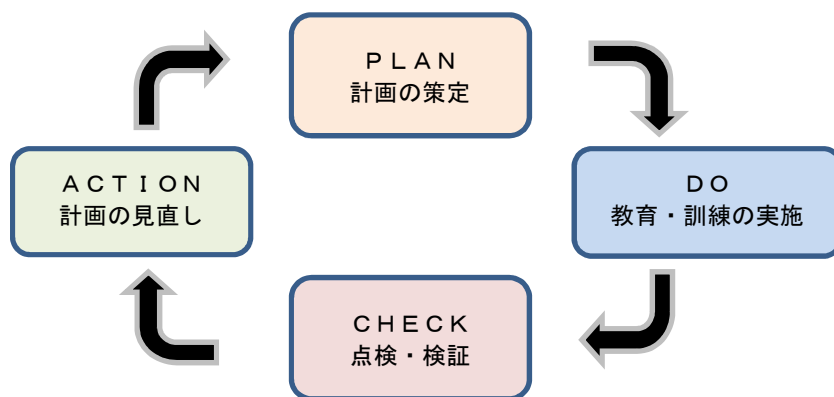 ＰＬＡＮ
計画の策定
ＡＣＴＩＯＮ
計画の見直し
ＤＯ
教育・訓練の実施
ＣＨＥＣＫ
点検・検証